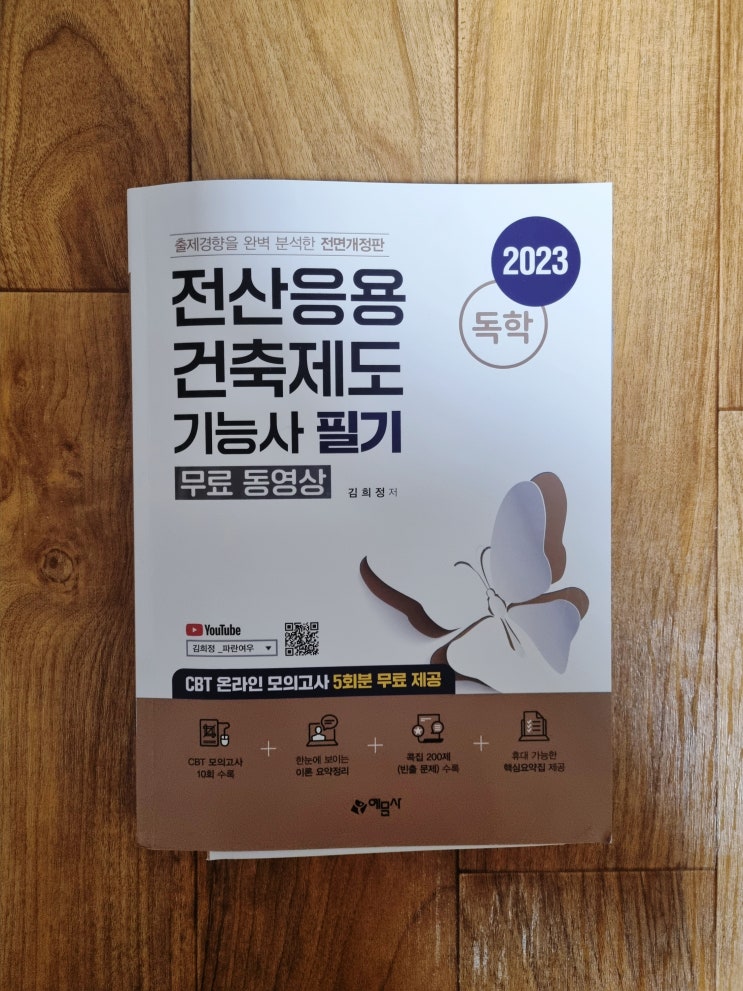 출제경향을 완벽 분석한 전면개정판
2023
독학
전산응용
건축제도
기능사 필기
무료 동영상
김희정 저
YouTube
김희정_파란여우
CBT 온라인 모의고사 5회분 무료 제공
CBT 모의고사
10회 수록
한눈에 보이는
이론 요약정리
콕집 200제
(빈출 문제) 수록
휴대 가능한
핵심요약집 제공
예문사